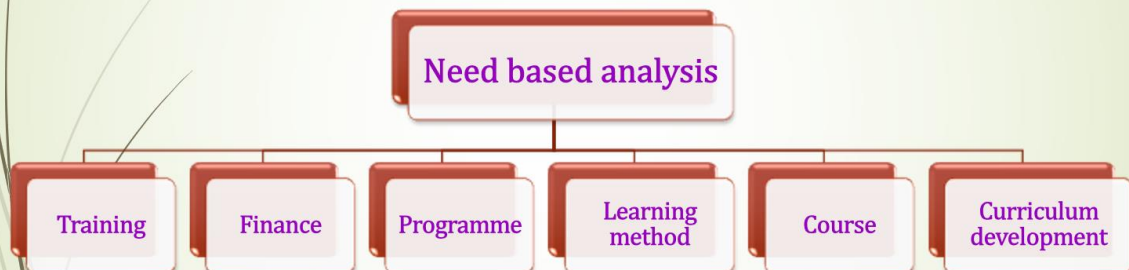 Need based analysis
Training
Finance
Programme
Learning
method
Course
Curriculum
development